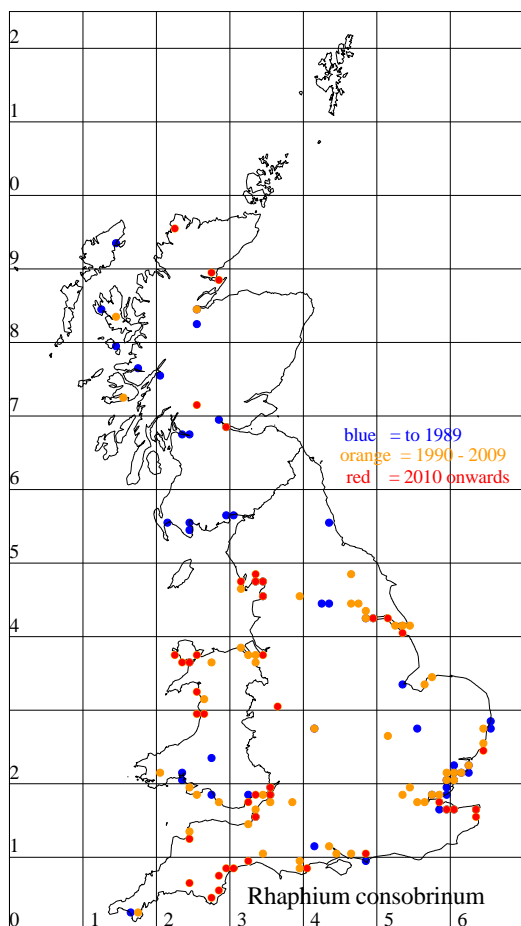 2
1
0
9
8
7
blue = to 1989
orange = 1990 - 2009
red = 2010 onwards
6
5
4
3
2
1
Rhaphium consobrinum
0 1 2 3 4 5 6